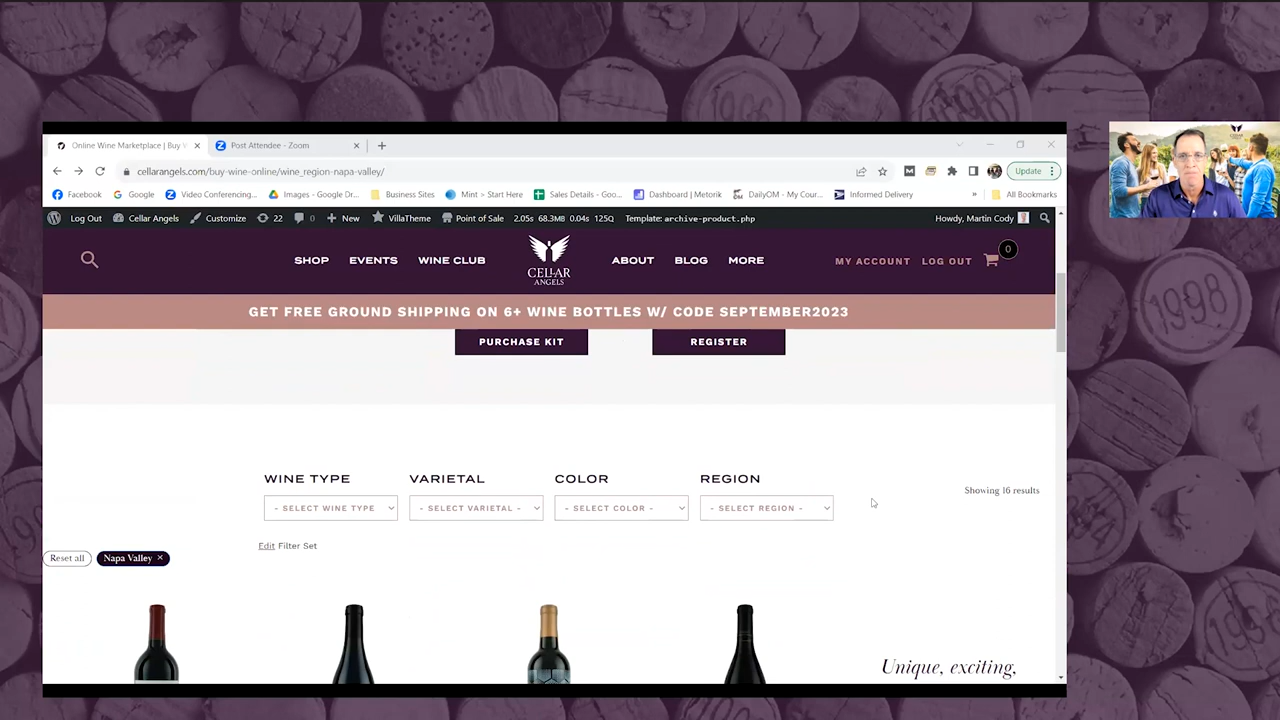 Online Wine Marketplace | Buy W
Post Attendee - Zoom
cellarangels.com/buy-wine-online/wine_region-napa-valley/
Update
Facebook
Google
Video Conferencing...
Images - Google Dr...
Business Sites
Mint > Start Here
Sales Details - Goo...
Dashboard | Metorik
DailyOM - My Cour...
Informed Delivery
»
All Bookmarks
Log Out
Cellar Angels
Customize
22
0
New
VillaTheme
Point of Sale
2.05s 68.3MB 0.04s 125Q
Template: archive-product.php
Howdy, Martin Cody
SHOP
EVENTS
WINE CLUB
CELLAR
ANGELS
ABOUT
BLOG
MORE
MY ACCOUNT
LOG OUT
0
GET FREE GROUND SHIPPING ON 6+ WINE BOTTLES W/ CODE SEPTEMBER2023
PURCHASE KIT
REGISTER
WINE TYPE
VARIETAL
COLOR
REGION
- SELECT WINE TYPE
- SELECT VARIETAL -
- SELECT COLOR -
- SELECT REGION -
Showing 16 results
Edit Filter Set
Reset all
Napa Valley ×
Unique, exciting,
1998
1998